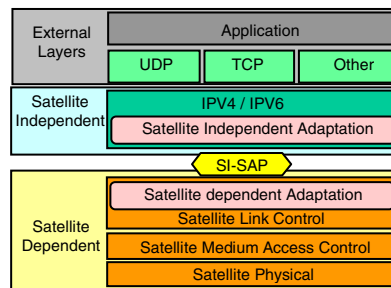 External
Layers
Application
UDP
TCP
Other
Satellite
Independent
IPV4 / IPV6
Satellite Independent Adaptation
SI-SAP
Satellite
Dependent
Satellite dependent Adaptation
Satellite Link Control
Satellite Medium Access Control
Satellite Physical